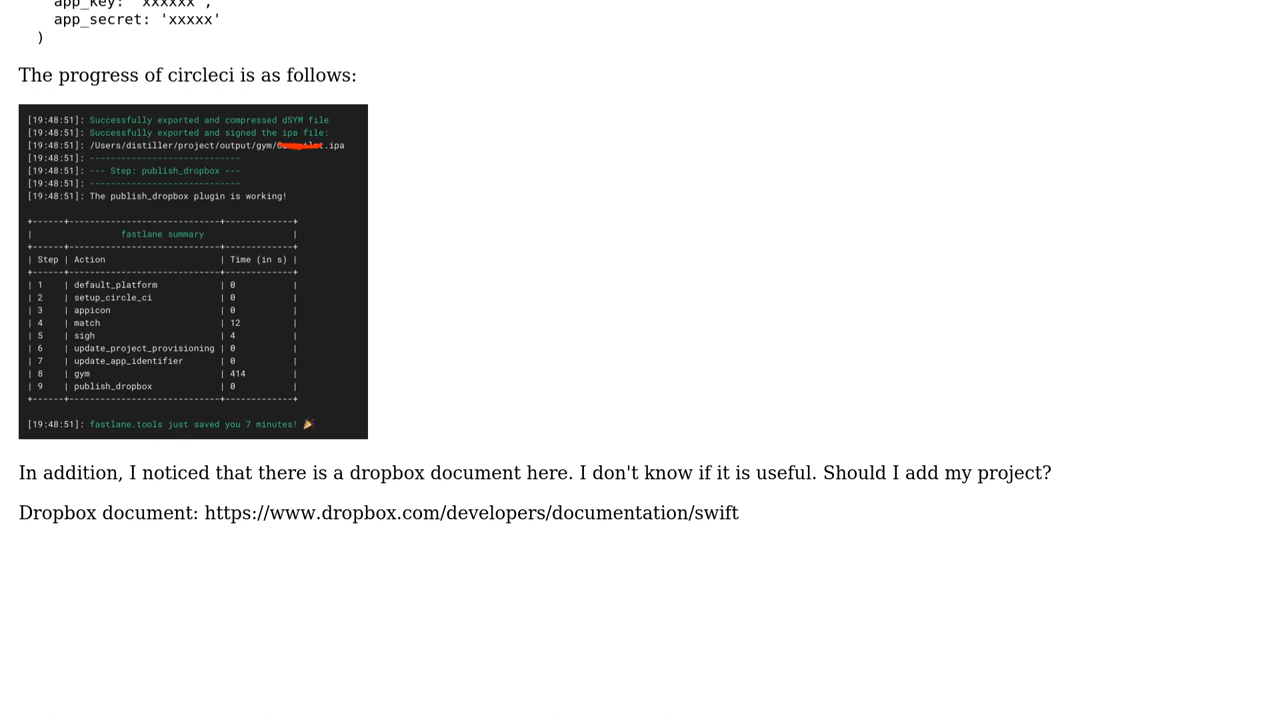 app_key: 'xxxxxx',
app_secret: 'xxxxx'
)
The progress of circleci is as follows:
[19:48:51]: Successfully exported and compressed dSYM file
[19:48:51]: Successfully exported and signed the ipa file:
[19:48:51]: /Users/distiller/project/output/gym/.ipa
[19:48:51]: -----------------------------
[19:48:51]: --- Step: publish_dropbox ---
[19:48:51]: -----------------------------
[19:48:51]: The publish_dropbox plugin is working!
+------+-----------------------------+-------------+
| fastlane summary |
+------+-----------------------------+-------------+
| Step | Action | Time (in s) |
+------+-----------------------------+-------------+
| 1 | default_platform | 0 |
| 2 | setup_circle_ci | 0 |
| 3 | appicon | 0 |
| 4 | match | 12 |
| 5 | sigh | 4 |
| 6 | update_project_provisioning | 0 |
| 7 | update_app_identifier | 0 |
| 8 | gym | 414 |
| 9 | publish_dropbox | 0 |
+------+-----------------------------+-------------+
[19:48:51]: fastlane.tools just saved you 7 minutes! 🎉
In addition, I noticed that there is a dropbox document here. I don't know if it is useful. Should I add my project?
Dropbox document: https://www.dropbox.com/developers/documentation/swift